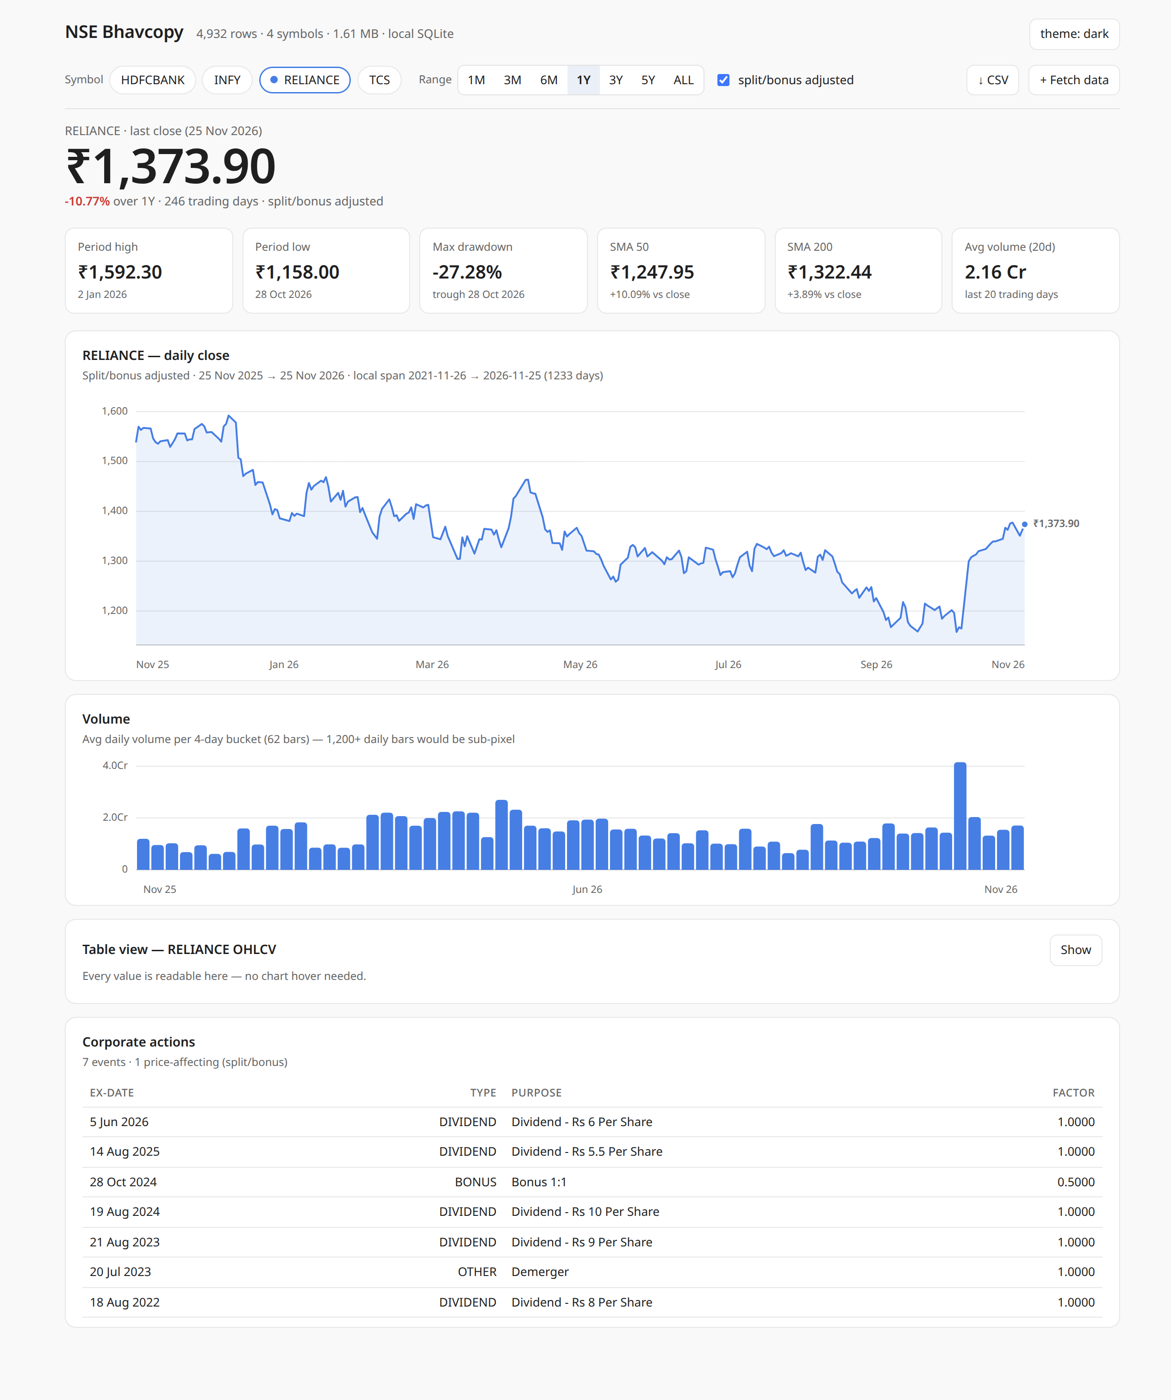 NSE Bhavcopy 4,932 rows · 4 symbols · 1.61 MB · local SQLite theme: dark
Symbol HDFCBANK INFY RELIANCE TCS Range 1M 3M 6M 1Y 3Y 5Y ALL split/bonus adjusted ↓ CSV + Fetch data
RELIANCE · last close (25 Nov 2026)
₹1,373.90
-10.77% over 1Y · 246 trading days · split/bonus adjusted
Period high Period low Max drawdown SMA 50 SMA 200 Avg volume (20d)
₹1,592.30 ₹1,158.00 -27.28% ₹1,247.95 ₹1,322.44 2.16 Cr
2 Jan 2026 28 Oct 2026 trough 28 Oct 2026 +10.09% vs close +3.89% vs close last 20 trading days
RELIANCE — daily close
Split/bonus adjusted · 25 Nov 2025 → 25 Nov 2026 · local span 2021-11-26 → 2026-11-25 (1233 days)
1,600
1,500
1,400
₹1,373.90
1,300
1,200
Nov 25 Jan 26 Mar 26 May 26 Jul 26 Sep 26 Nov 26
Volume
Avg daily volume per 4-day bucket (62 bars) — 1,200+ daily bars would be sub-pixel
4.0Cr
2.0Cr
0
Nov 25 Jun 26 Nov 26
Table view — RELIANCE OHLCV Show
Every value is readable here — no chart hover needed.
Corporate actions
7 events · 1 price-affecting (split/bonus)
EX-DATE TYPE PURPOSE FACTOR
5 Jun 2026 DIVIDEND Dividend - Rs 6 Per Share 1.0000
14 Aug 2025 DIVIDEND Dividend - Rs 5.5 Per Share 1.0000
28 Oct 2024 BONUS Bonus 1:1 0.5000
19 Aug 2024 DIVIDEND Dividend - Rs 10 Per Share 1.0000
21 Aug 2023 DIVIDEND Dividend - Rs 9 Per Share 1.0000
20 Jul 2023 OTHER Demerger 1.0000
18 Aug 2022 DIVIDEND Dividend - Rs 8 Per Share 1.0000